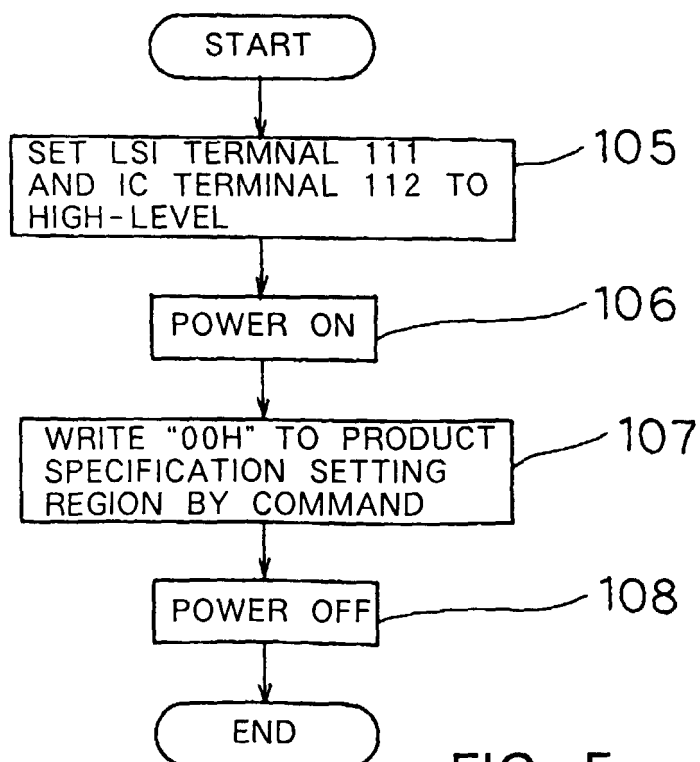 START
SET LSI TERMNAL 111
AND IC TERMINAL 112 TO
HIGH-LEVEL
105
POWER ON
106
WRITE "00H" TO PRODUCT
SPECIFICATION SETTING
REGION BY COMMAND
107
POWER OFF
108
END